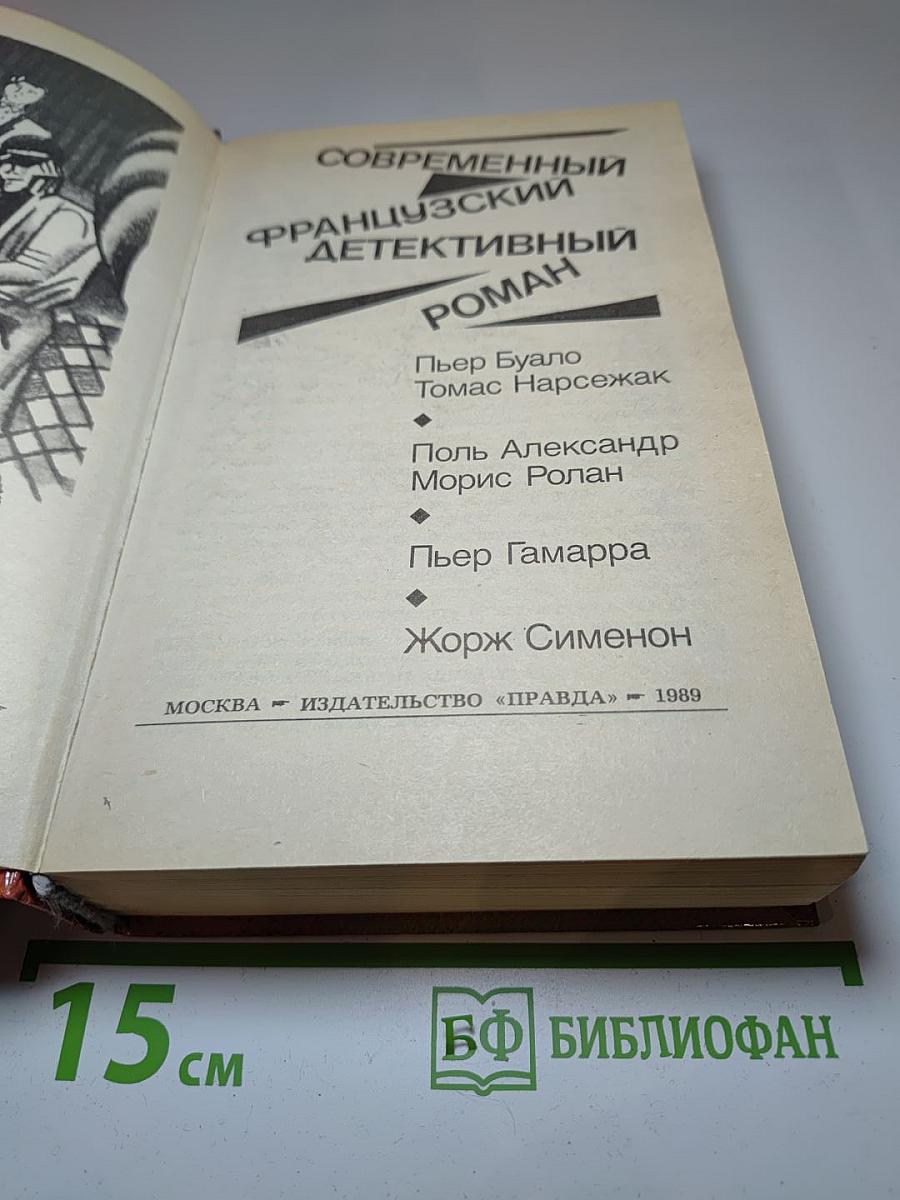 СОВРЕМЕННЫЙ
ФРАНЦУЗСКИЙ
ДЕТЕКТИВНЫЙ
РОМАН
Пьер Буало
Томас Нарсежак
Поль Александр
Морис Ролан
Пьер Гамарра
Жорж Сименон
МОСКВА - ИЗДАТЕЛЬСТВО «ПРАВДА» - 1989
15 см
БФ БИБЛИОФАН